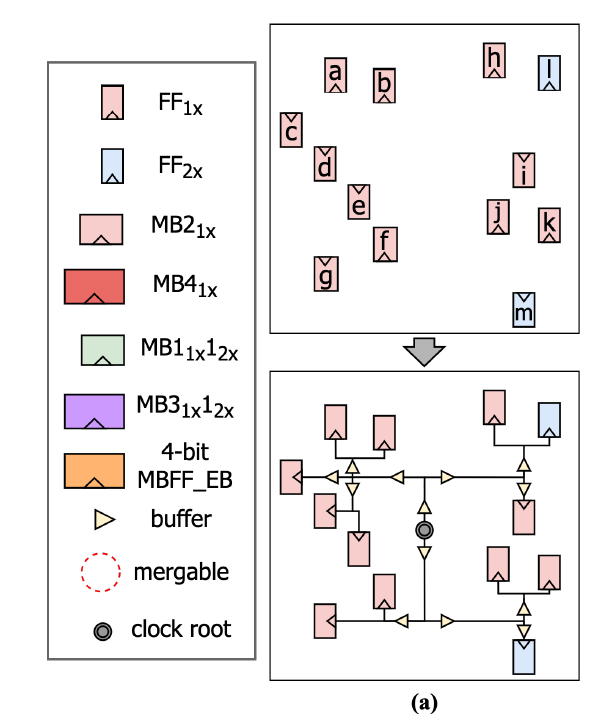 FF1x
FF2x
MB21x
MB41x
MB11x12x
MB31x12x
4-bit
MBFF_EB
buffer
mergable
clock root
a
b
h
l
c
d
i
e
j
k
f
g
m
(a)